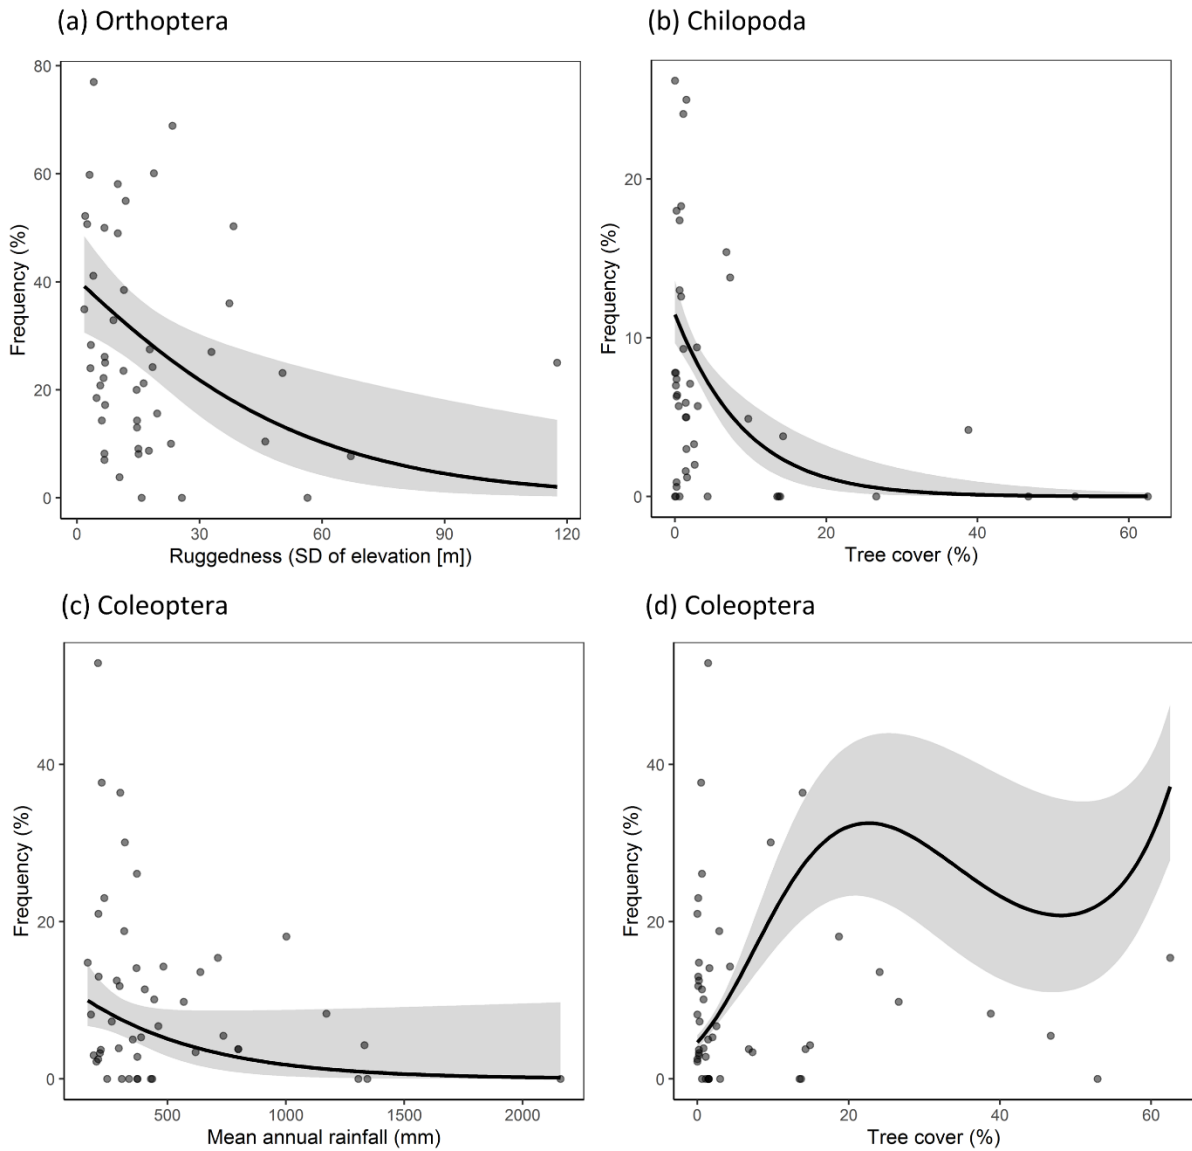 (a) Orthoptera
(b) Chilopoda
80
60
40
20
0
Frequency (%)
0 30 60 90 120
Ruggedness (SD of elevation [m])
20
10
0
Frequency (%)
0 20 40 60
Tree cover (%)
(c) Coleoptera
(d) Coleoptera
40
20
0
Frequency (%)
500 1000 1500 2000
Mean annual rainfall (mm)
40
20
0
Frequency (%)
0 20 40 60
Tree cover (%)